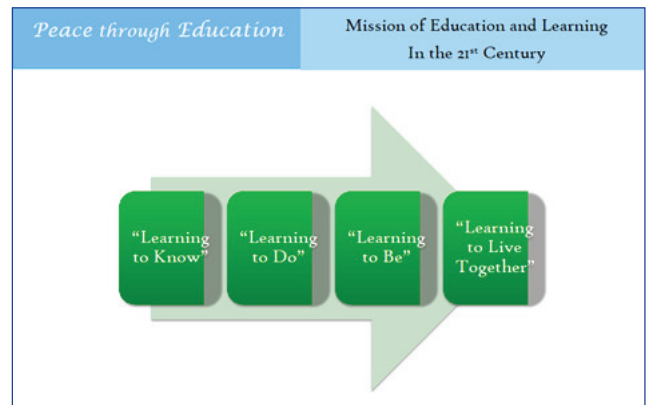 Peace through Education
Mission of Education and Learning
In the 21st Century
“Learning
to Know”
“Learning
to Do”
“Learning
to Be”
“Learning
to Live
Together”